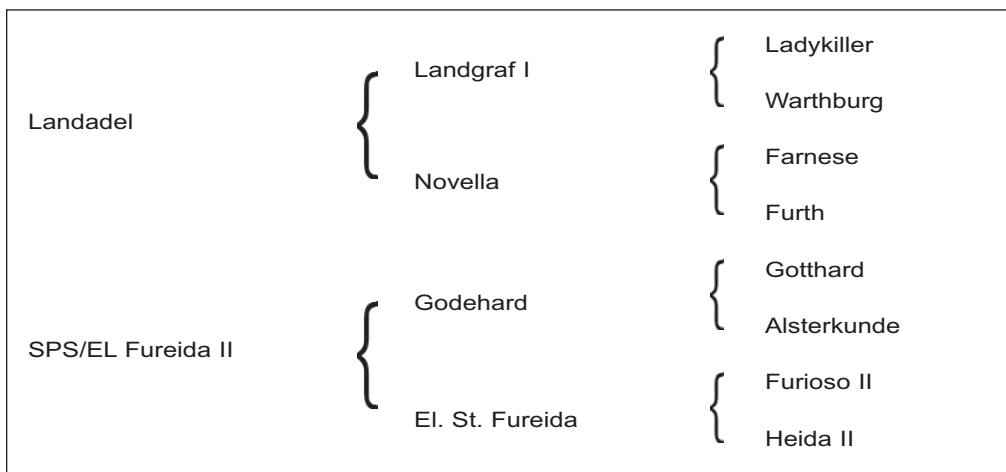 Ladykiller
Landgraf I
Warthburg
Landadel
Farnese
Novella
Furth
Gotthard
Godehard
Alsterkunde
SPS/EL Fureida II
Furioso II
El. St. Fureida
Heida II